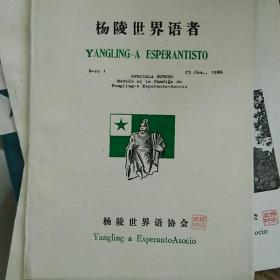 杨陵世界语者
YANGLING-A ESPERANTISTO
N-ro 1
23 Jan., 1986
SPECIALA NUMERO
dediĉe al la fondiĝo de
Yangling-a Esperanto-Asocio
杨陵世界语协会
Yangling-a EsperantoAsocio